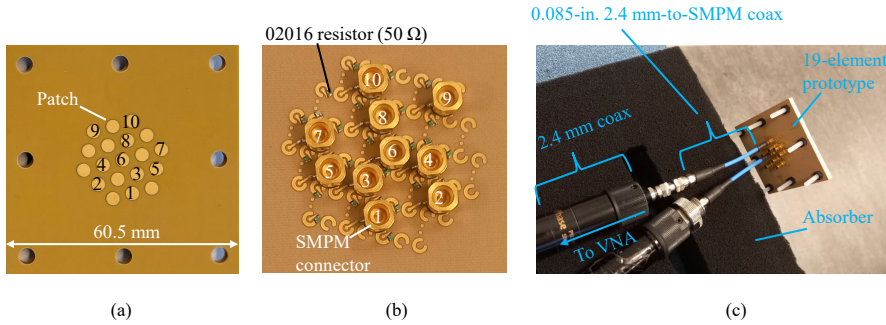 Patch
10
9
8
7
6
4
5
3
2
1
60.5 mm
(a)
02016 resistor (50 Ω)
10
9
8
7
6
4
5
3
2
1
SMPM
connector
(b)
0.085-in. 2.4 mm-to-SMPM coax
19-element
prototype
2.4 mm coax
Absorber
To VNA
(c)